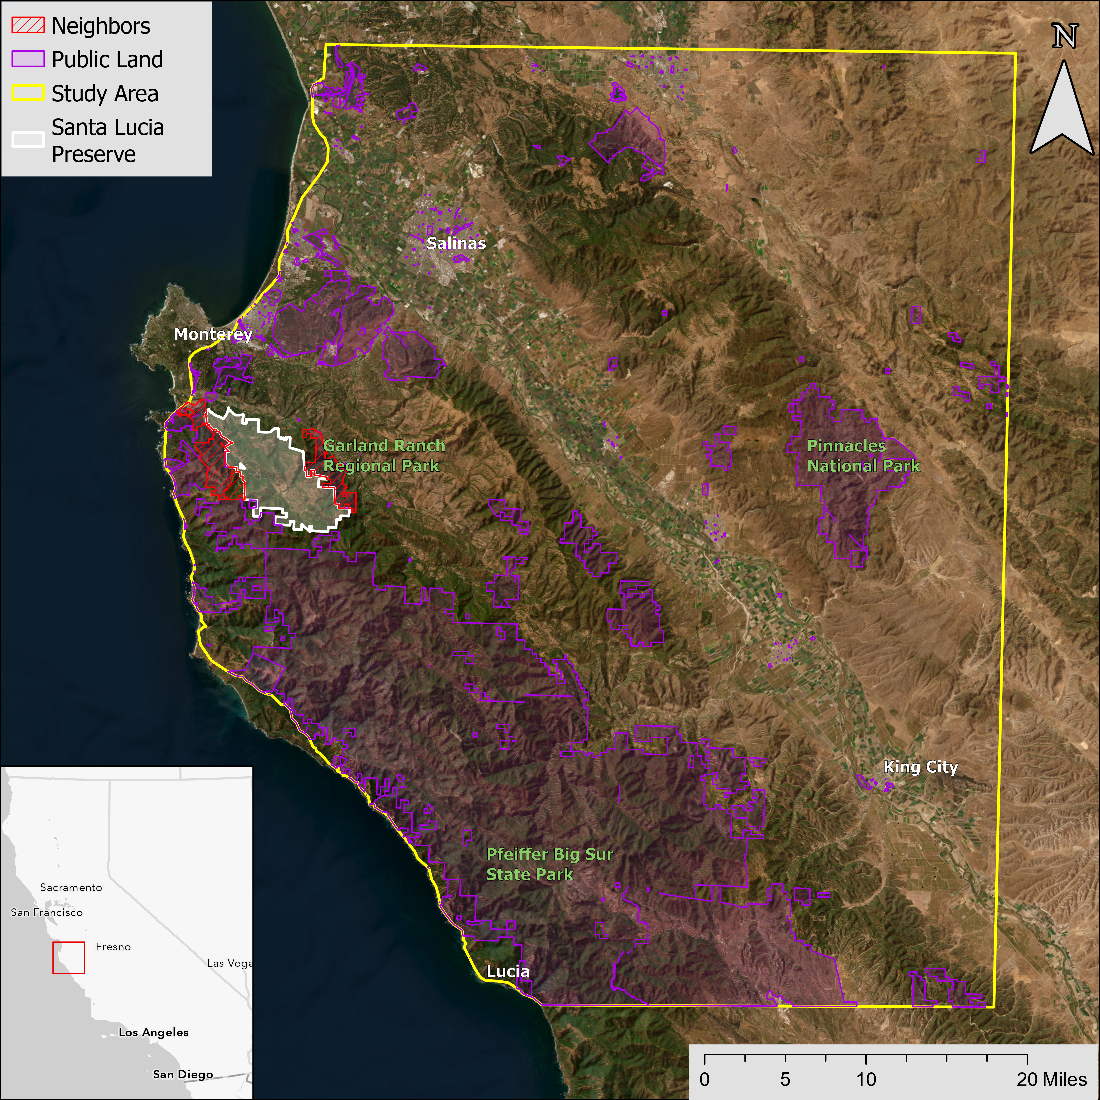 Neighbors
Public Land
Study Area
Santa Lucia
Preserve
N
Salinas
Monterey
Garland Ranch
Regional Park
Pinnacles
National Park
King City
Pfeiffer Big Sur
State Park
Lucia
Sacramento
San Francisco
Fresno
Las Vega
Los Angeles
San Diego
0 5 10 20 Miles